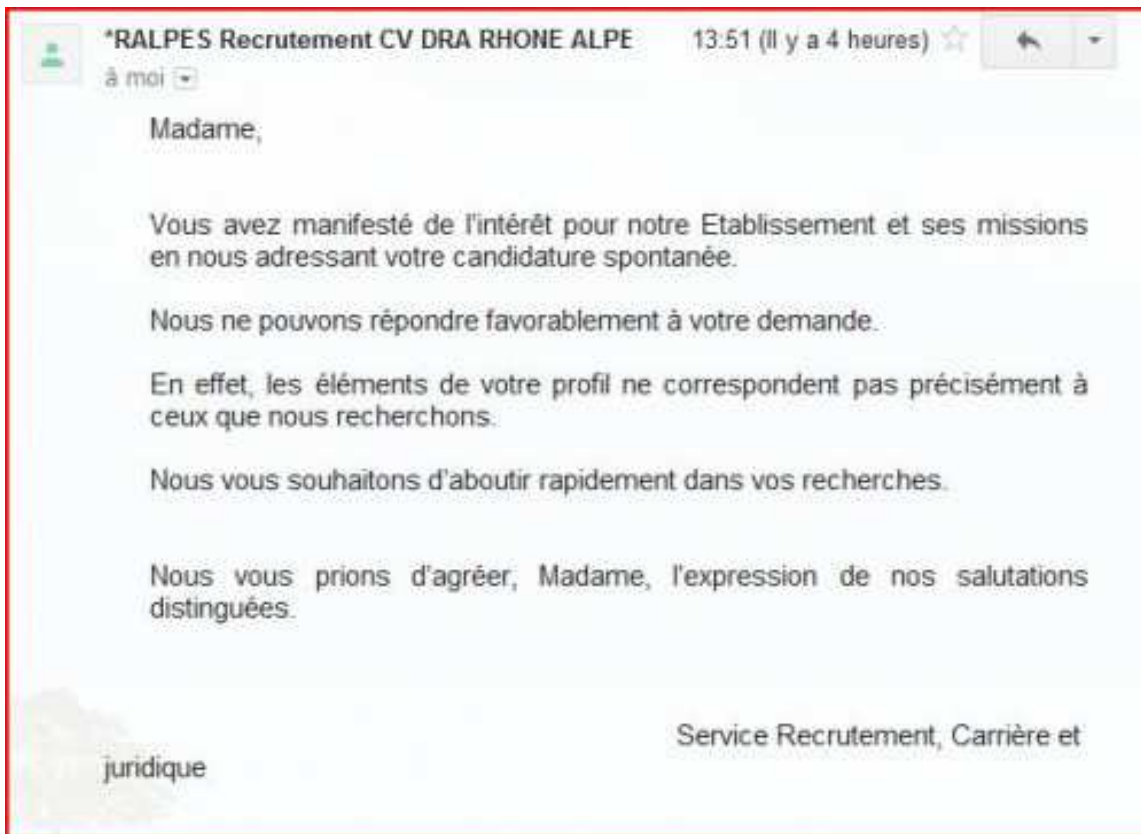 *RALPES Recrutement CV DRA RHONE ALPE 13:51 (Il y a 4 heures)
à moi
Madame,
Vous avez manifesté de l'intérêt pour notre Etablissement et ses missions
en nous adressant votre candidature spontanée.
Nous ne pouvons répondre favorablement à votre demande.
En effet, les éléments de votre profil ne correspondent pas précisément à
ceux que nous recherchons.
Nous vous souhaitons d'aboutir rapidement dans vos recherches.
Nous vous prions d'agréer, Madame, l'expression de nos salutations
distinguées.
Service Recrutement, Carrière et
juridique